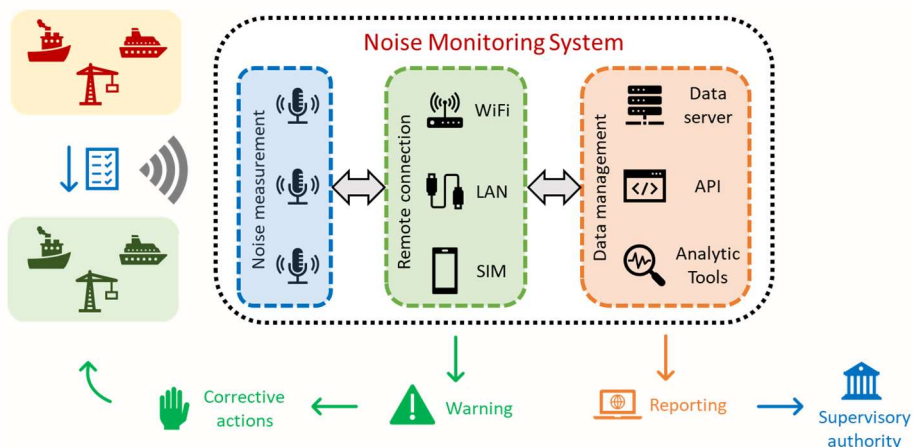 Noise Monitoring System
Noise measurement
Remote connection
WiFi
LAN
SIM
Data management
Data
server
</>
API
Analytic
Tools
Corrective
actions
Warning
Reporting
Supervisory
authority